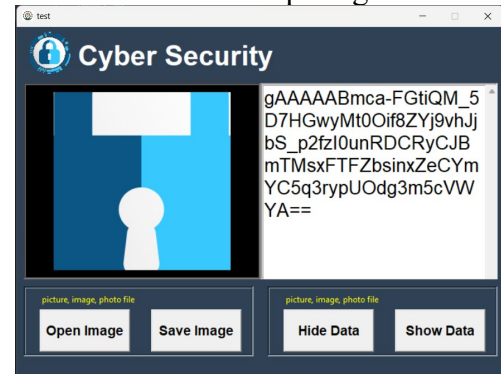 test
Cyber Security
gAAAAABmca-FGtiQM_5
D7HGwyMt0Oif8ZYj9vhJj
bS_p2fzI0unRDCRyCJB
mTMsxFTFZbsinxZeCYm
YC5q3rypUOdg3m5cVW
YA==
picture, image, photo file
Open Image
Save Image
picture, image, photo file
Hide Data
Show Data